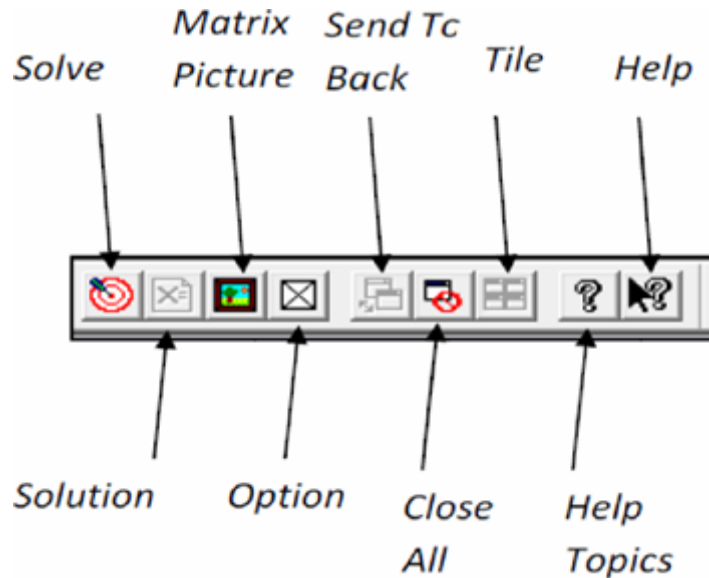 Solve
Matrix
Picture
Send Tc
Back
Tile
Help
Solution
Option
Close
All
Help
Topics